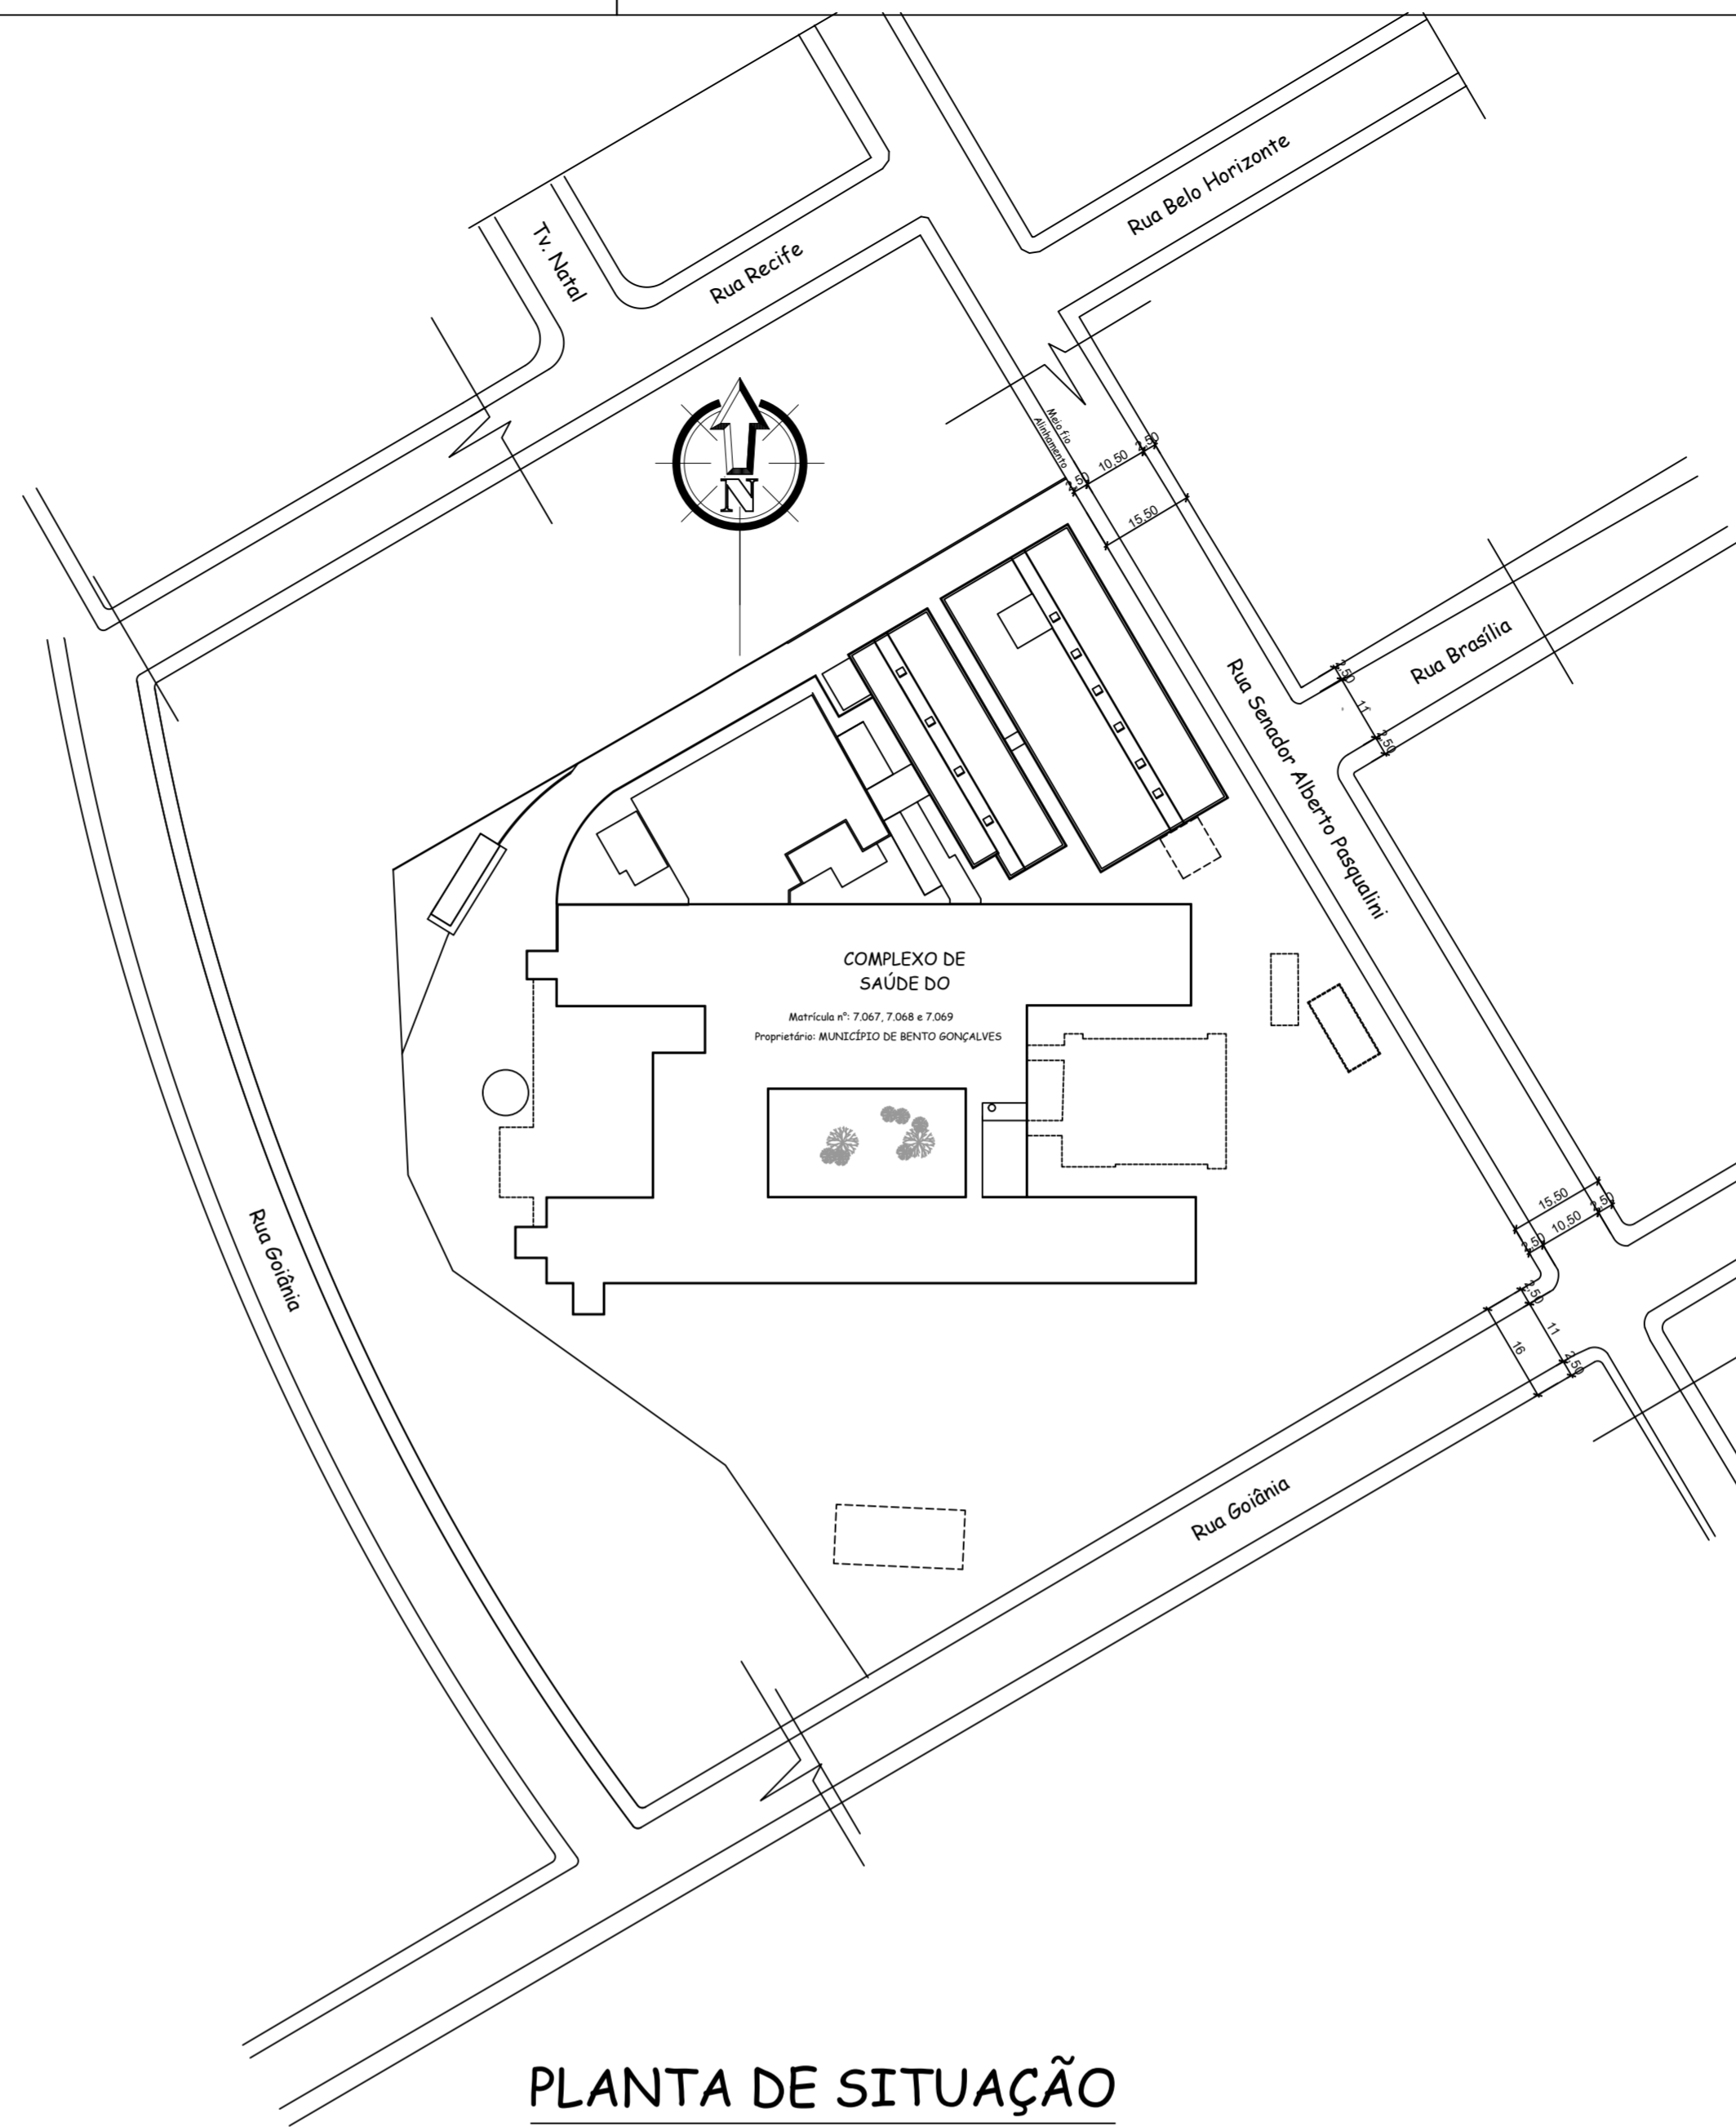 Rua Belo Horizonte
Tv. Natal
Rua Recife
Meio fio
Alinhamento
2,50
10,50
2,50
15,50
N
Rua Brasília
2,50
11
2,50
Rua Senador Alberto Pasqualini
COMPLEXO DE
SAÚDE DO
Matrícula nº: 7.067, 7.068 e 7.069
Proprietário: MUNICÍPIO DE BENTO GONÇALVES
Rua Goiânia
15,50
2,50
10,50
2,50
2,50
11
16
2,50
Rua Goiânia
PLANTA DE SITUAÇÃO